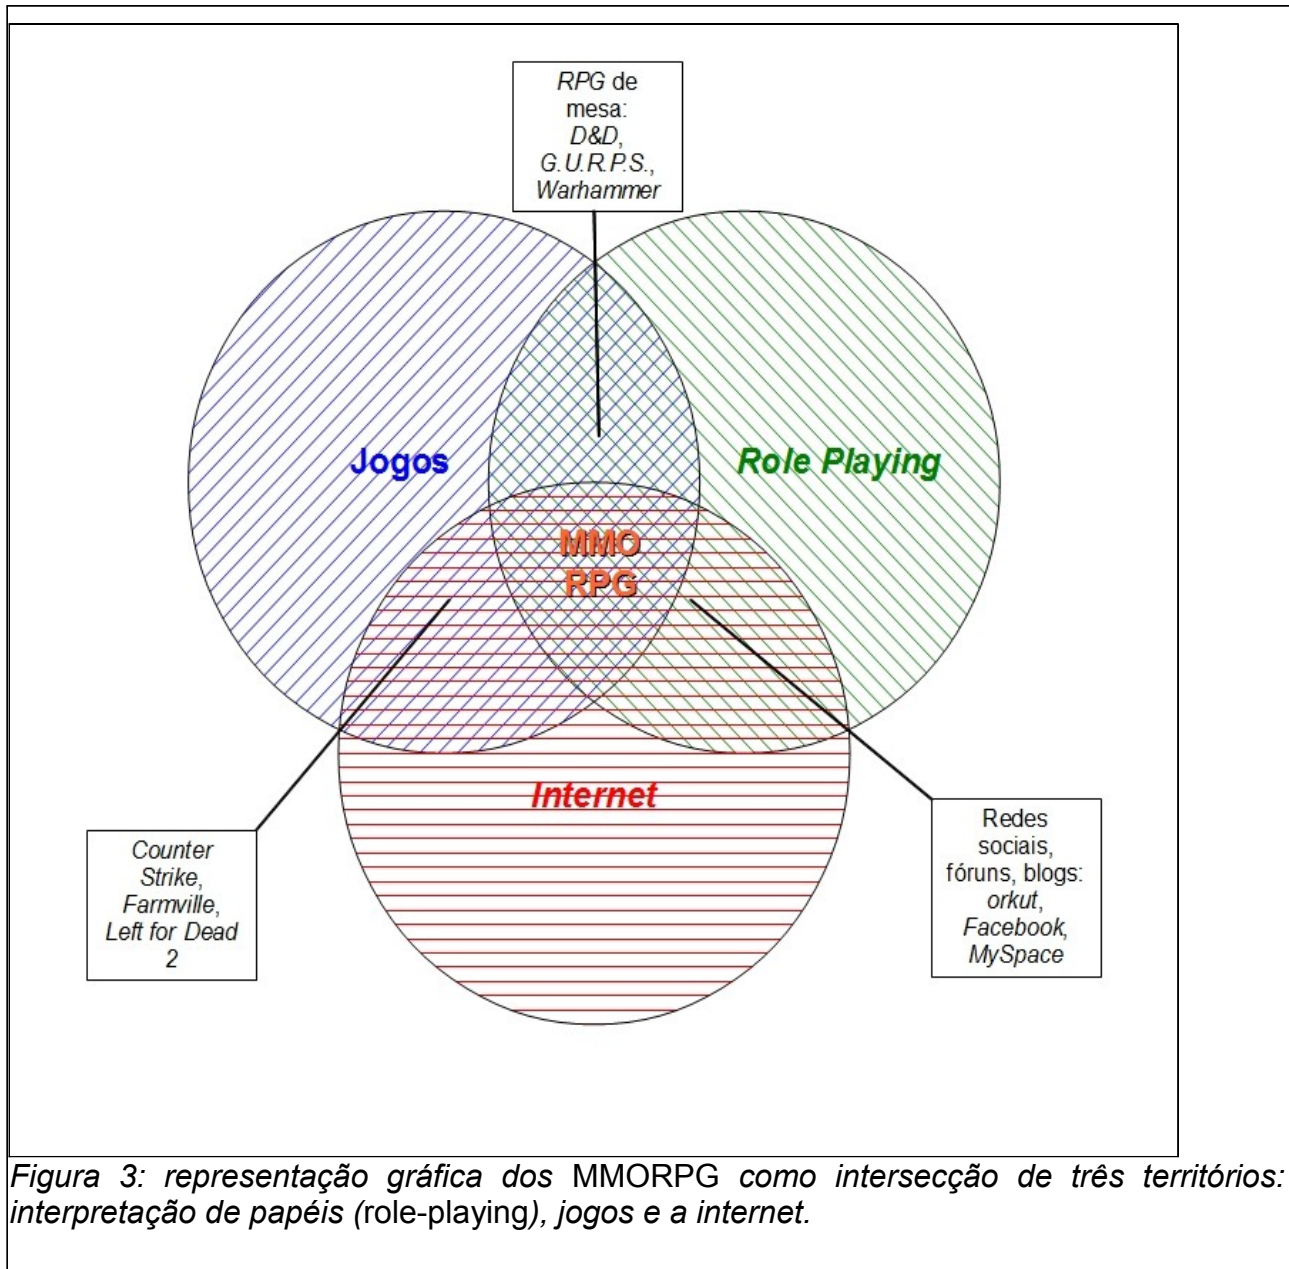 RPG de
mesa:
D&D,
G.U.R.P.S.,
Warhammer
Jogos
Role Playing
MMO
RPG
Internet
Counter
Strike,
Farmville,
Left for Dead
2
Redes
sociais,
fóruns, blogs:
orkut,
Facebook,
MySpace
Figura 3: representação gráfica dos MMORPG como intersecção de três territórios:
interpretação de papéis (role-playing), jogos e a internet.